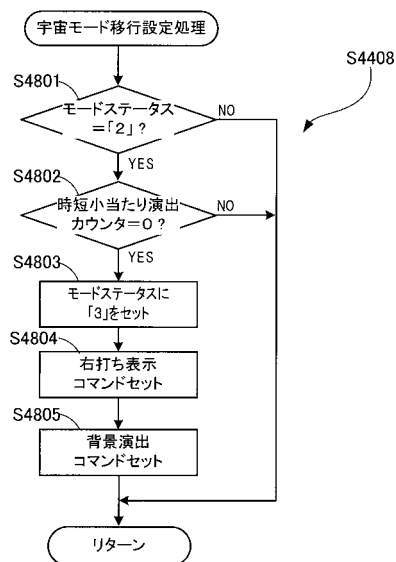 宇宙モード移行設定処理
S4408
S4801
モードステータス
=「2」?
NO
YES
S4802
時短小当たり演出
カウンタ=0?
NO
YES
S4803
モードステータスに
「3」をセット
S4804
右打ち表示
コマンドセット
S4805
背景演出
コマンドセット
リターン